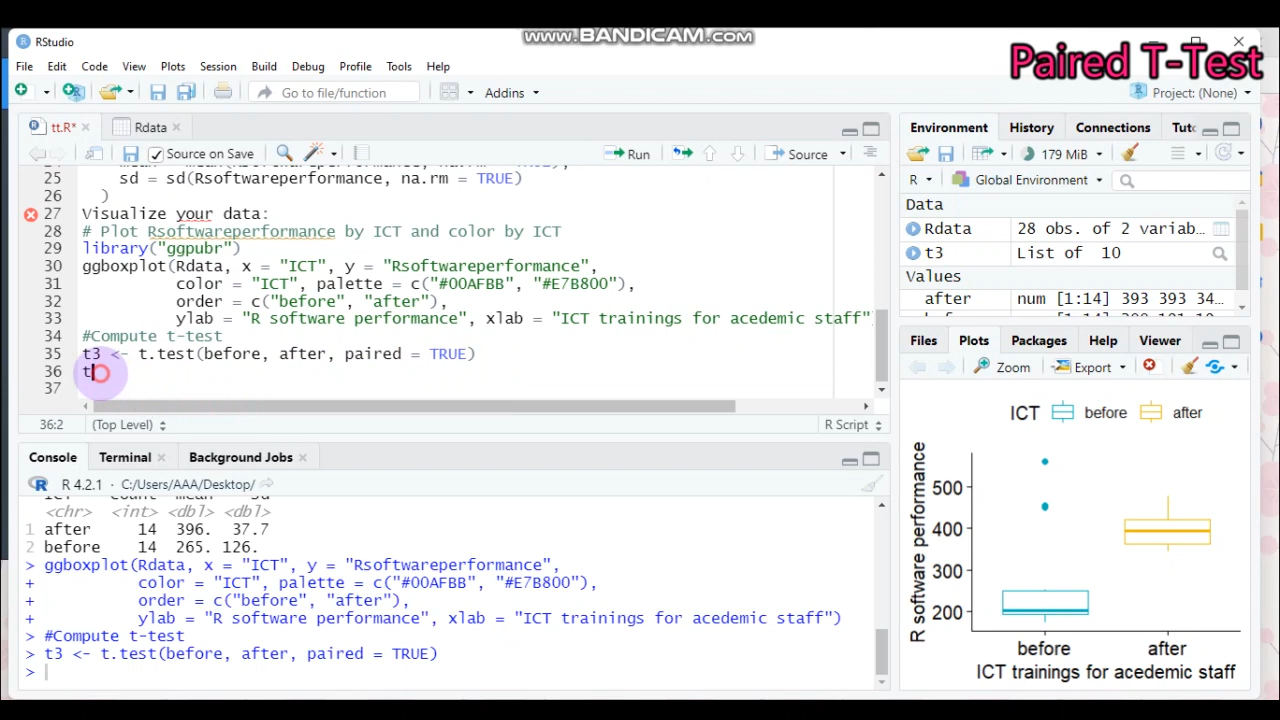 www.BANDICAM.com
RStudio
Paired T-Test
File Edit Code View Plots Session Build Debug Profile Tools Help
Go to file/function Addins Project: (None)
tt.R* Rdata
Source on Save Run Source
25 sd = sd(Rsoftwareperformance, na.rm = TRUE)
26 )
27 Visualize your data:
28 # Plot Rsoftwareperformance by ICT and color by ICT
29 library("ggpubr")
30 ggboxplot(Rdata, x = "ICT", y = "Rsoftwareperformance",
31 color = "ICT", palette = c("#00AFBB", "#E7B800"),
32 order = c("before", "after"),
33 ylab = "R software performance", xlab = "ICT trainings for acedemic staff"
34 #Compute t-test
35 t3 <- t.test(before, after, paired = TRUE)
36 t
37
36:2 (Top Level) R Script
Console Terminal Background Jobs
R 4.2.1 · C:/Users/AAA/Desktop/
<chr> <int> <dbl> <dbl>
1 after 14 396. 37.7
2 before 14 265. 126.
> ggboxplot(Rdata, x = "ICT", y = "Rsoftwareperformance",
+ color = "ICT", palette = c("#00AFBB", "#E7B800"),
+ order = c("before", "after"),
+ ylab = "R software performance", xlab = "ICT trainings for acedemic staff")
> #Compute t-test
> t3 <- t.test(before, after, paired = TRUE)
>
Environment History Connections Tut
179 MiB
R Global Environment
Data
Rdata 28 obs. of 2 variab…
t3 List of 10
Values
after num [1:14] 393 393 34…
Files Plots Packages Help Viewer
Zoom Export
ICT before after
R software performance
500
400
300
200
before after
ICT trainings for acedemic staff